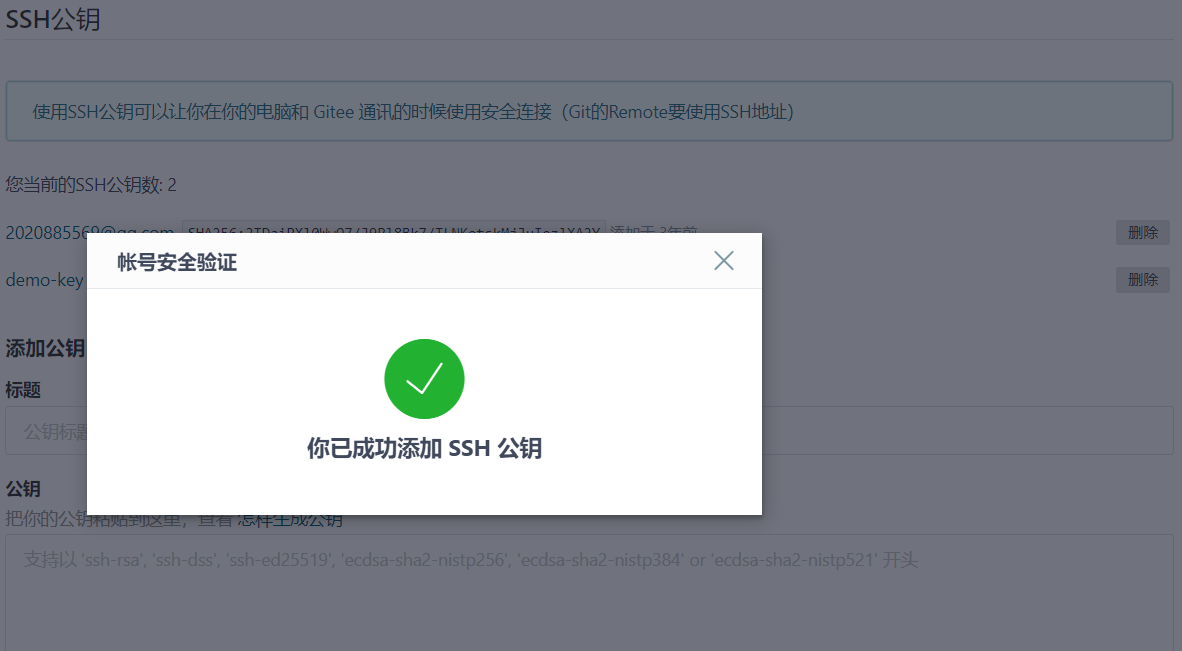 SSH公钥
使用SSH公钥可以让你在你的电脑和 Gitee 通讯的时候使用安全连接（Git的Remote要使用SSH地址）
您当前的SSH公钥数: 2
2020885569@qq.com 添加于 3年前 删除
demo-key 删除
帐号安全验证
你已成功添加 SSH 公钥
添加公钥
标题
公钥标题
公钥
把你的公钥粘贴到这里，查看 怎样生成公钥
支持以 'ssh-rsa', 'ssh-dss', 'ssh-ed25519', 'ecdsa-sha2-nistp256', 'ecdsa-sha2-nistp384' or 'ecdsa-sha2-nistp521' 开头